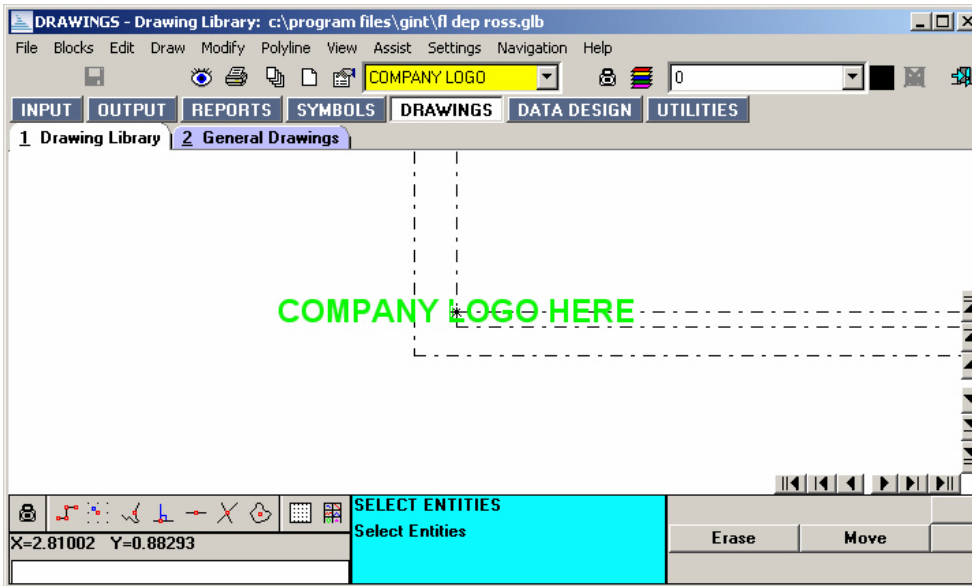 DRAWINGS - Drawing Library: c:\program files\gint\fl dep ross.glb
File Blocks Edit Draw Modify Polyline View Assist Settings Navigation Help
COMPANY LOGO 0
INPUT OUTPUT REPORTS SYMBOLS DRAWINGS DATA DESIGN UTILITIES
1 Drawing Library 2 General Drawings
COMPANY LOGO HERE
SELECT ENTITIES
Select Entities
Erase Move
X=2.81002 Y=0.88293